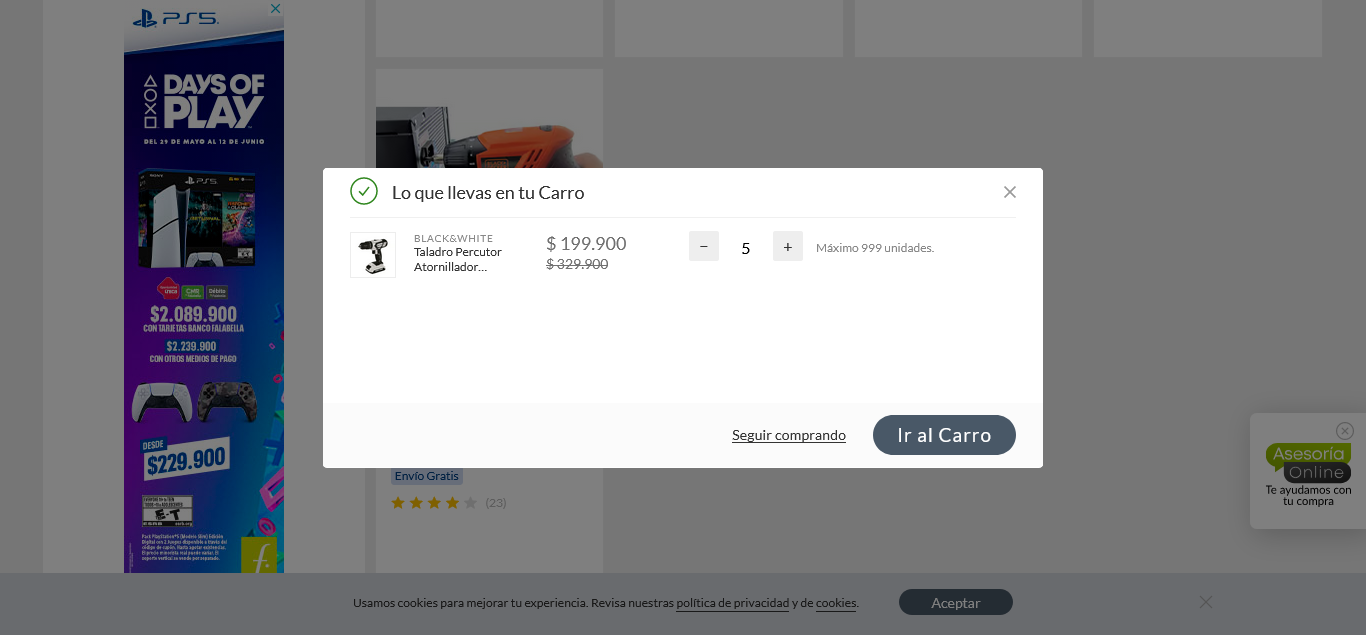 PS5.
DAYS OF
PLAY
DEL 29 DE MAYO AL 12 DE JUNIO
$2.089.900
CON TARJETAS BANCO FALABELLA
$2.239.900
CON OTROS MEDIOS DE PAGO
DESDE
$229.900
Lo que llevas en tu Carro
BLACK&WHITE
Taladro Percutor
Atornillador...
$ 199.900
$ 329.900
−
5
+
Máximo 999 unidades.
Seguir comprando
Ir al Carro
Envío Gratis
(23)
Asesoría
Online
Te ayudamos con
tu compra
Usamos cookies para mejorar tu experiencia. Revisa nuestras política de privacidad y de cookies.
Aceptar